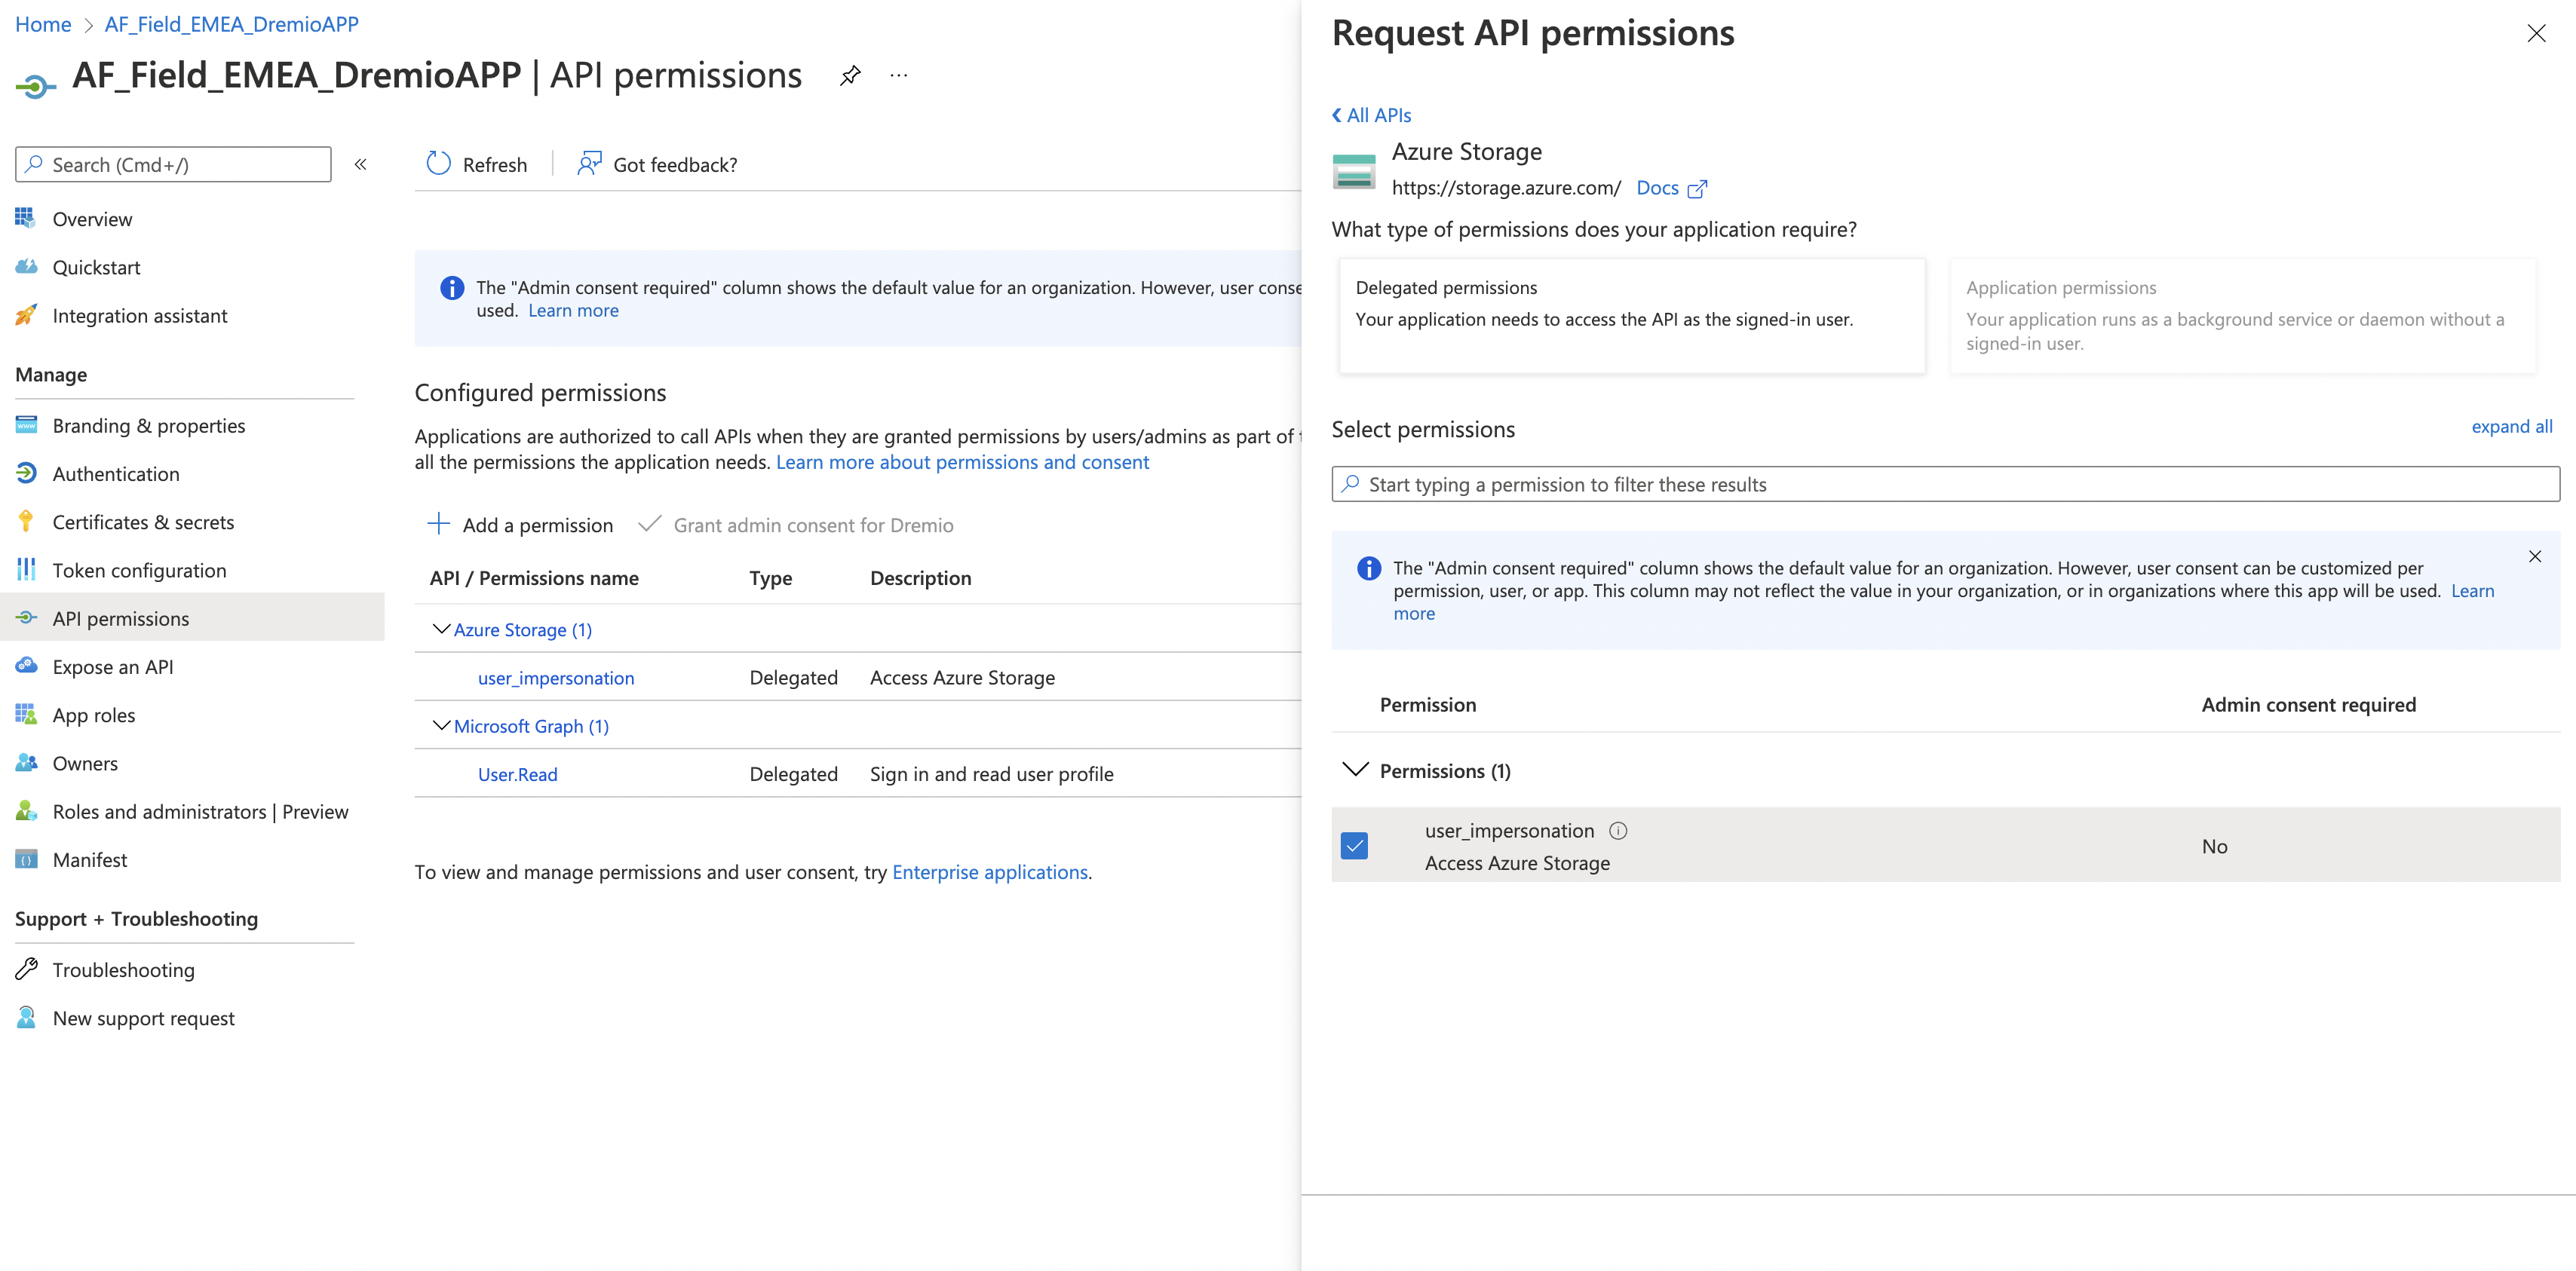 Home > AF_Field_EMEA_DremioAPP
AF_Field_EMEA_DremioAPP | API permissions
Search (Cmd+/)
Overview
Quickstart
Integration assistant
Manage
Branding & properties
Authentication
Certificates & secrets
Token configuration
API permissions
Expose an API
App roles
Owners
Roles and administrators | Preview
Manifest
Support + Troubleshooting
Troubleshooting
New support request
Refresh
Got feedback?
The "Admin consent required" column shows the default value for an organization. However, user conse
used. Learn more
Configured permissions
Applications are authorized to call APIs when they are granted permissions by users/admins as part of
all the permissions the application needs. Learn more about permissions and consent
Add a permission
Grant admin consent for Dremio
API / Permissions name Type Description
Azure Storage (1)
user_impersonation Delegated Access Azure Storage
Microsoft Graph (1)
User.Read Delegated Sign in and read user profile
To view and manage permissions and user consent, try Enterprise applications.
Request API permissions
All APIs
Azure Storage
https://storage.azure.com/ Docs
What type of permissions does your application require?
Delegated permissions
Your application needs to access the API as the signed-in user.
Application permissions
Your application runs as a background service or daemon without a
signed-in user.
Select permissions
expand all
Start typing a permission to filter these results
The "Admin consent required" column shows the default value for an organization. However, user consent can be customized per
permission, user, or app. This column may not reflect the value in your organization, or in organizations where this app will be used. Learn
more
Permission Admin consent required
Permissions (1)
user_impersonation
Access Azure Storage
No